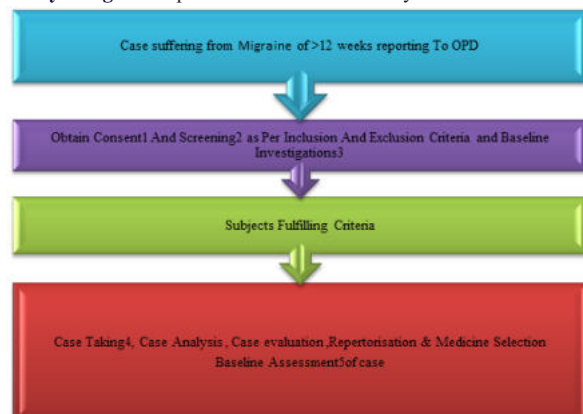 Case suffering from Migraine of >12 weeks reporting To OPD
Obtain Consent1 And Screening2 as Per Inclusion And Exclusion Criteria and Baseline
Investigations3
Subjects Fulfilling Criteria
Case Taking4, Case Analysis , Case evaluation ,Repertorisation & Medicine Selection
Baseline Assessment5of case